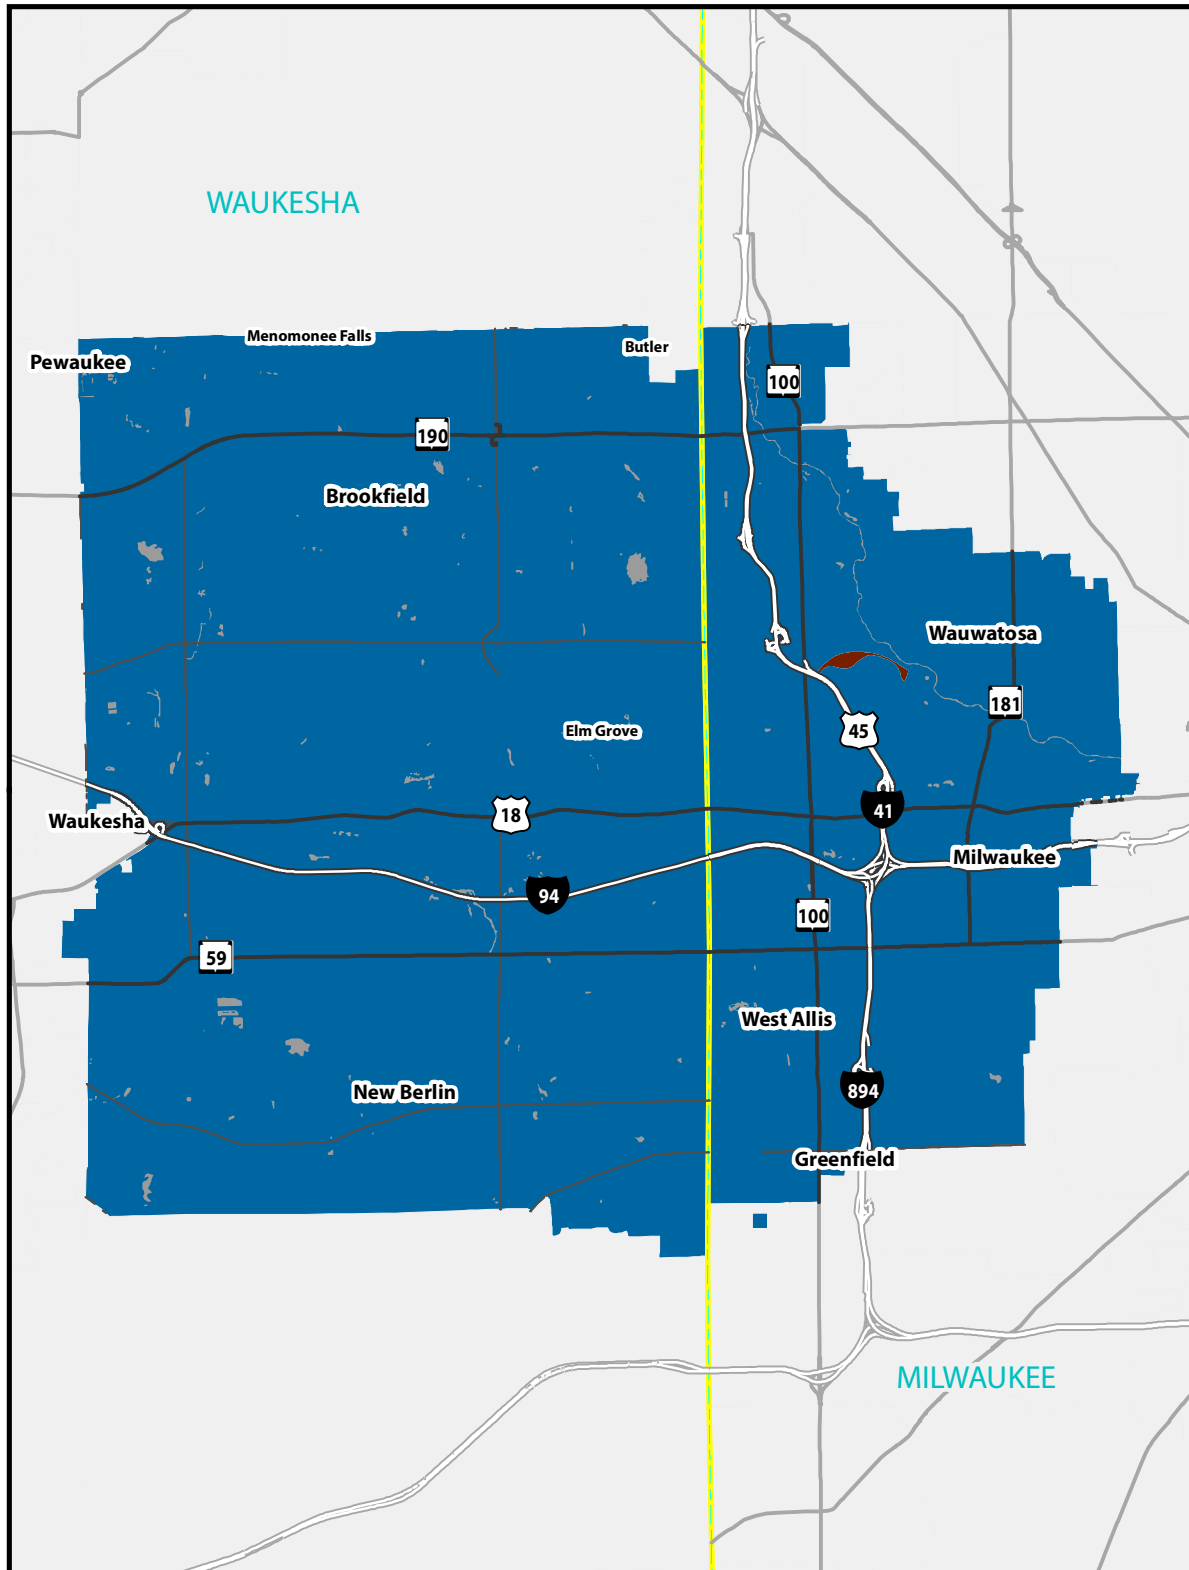 WAUKESHA
Menomonee Falls
Butler
Pewaukee
100
190
Brookfield
Wauwatosa
181
45
Elm Grove
41
18
Waukesha
Milwaukee
94
100
59
West Allis
894
New Berlin
Greenfield
MILWAUKEE